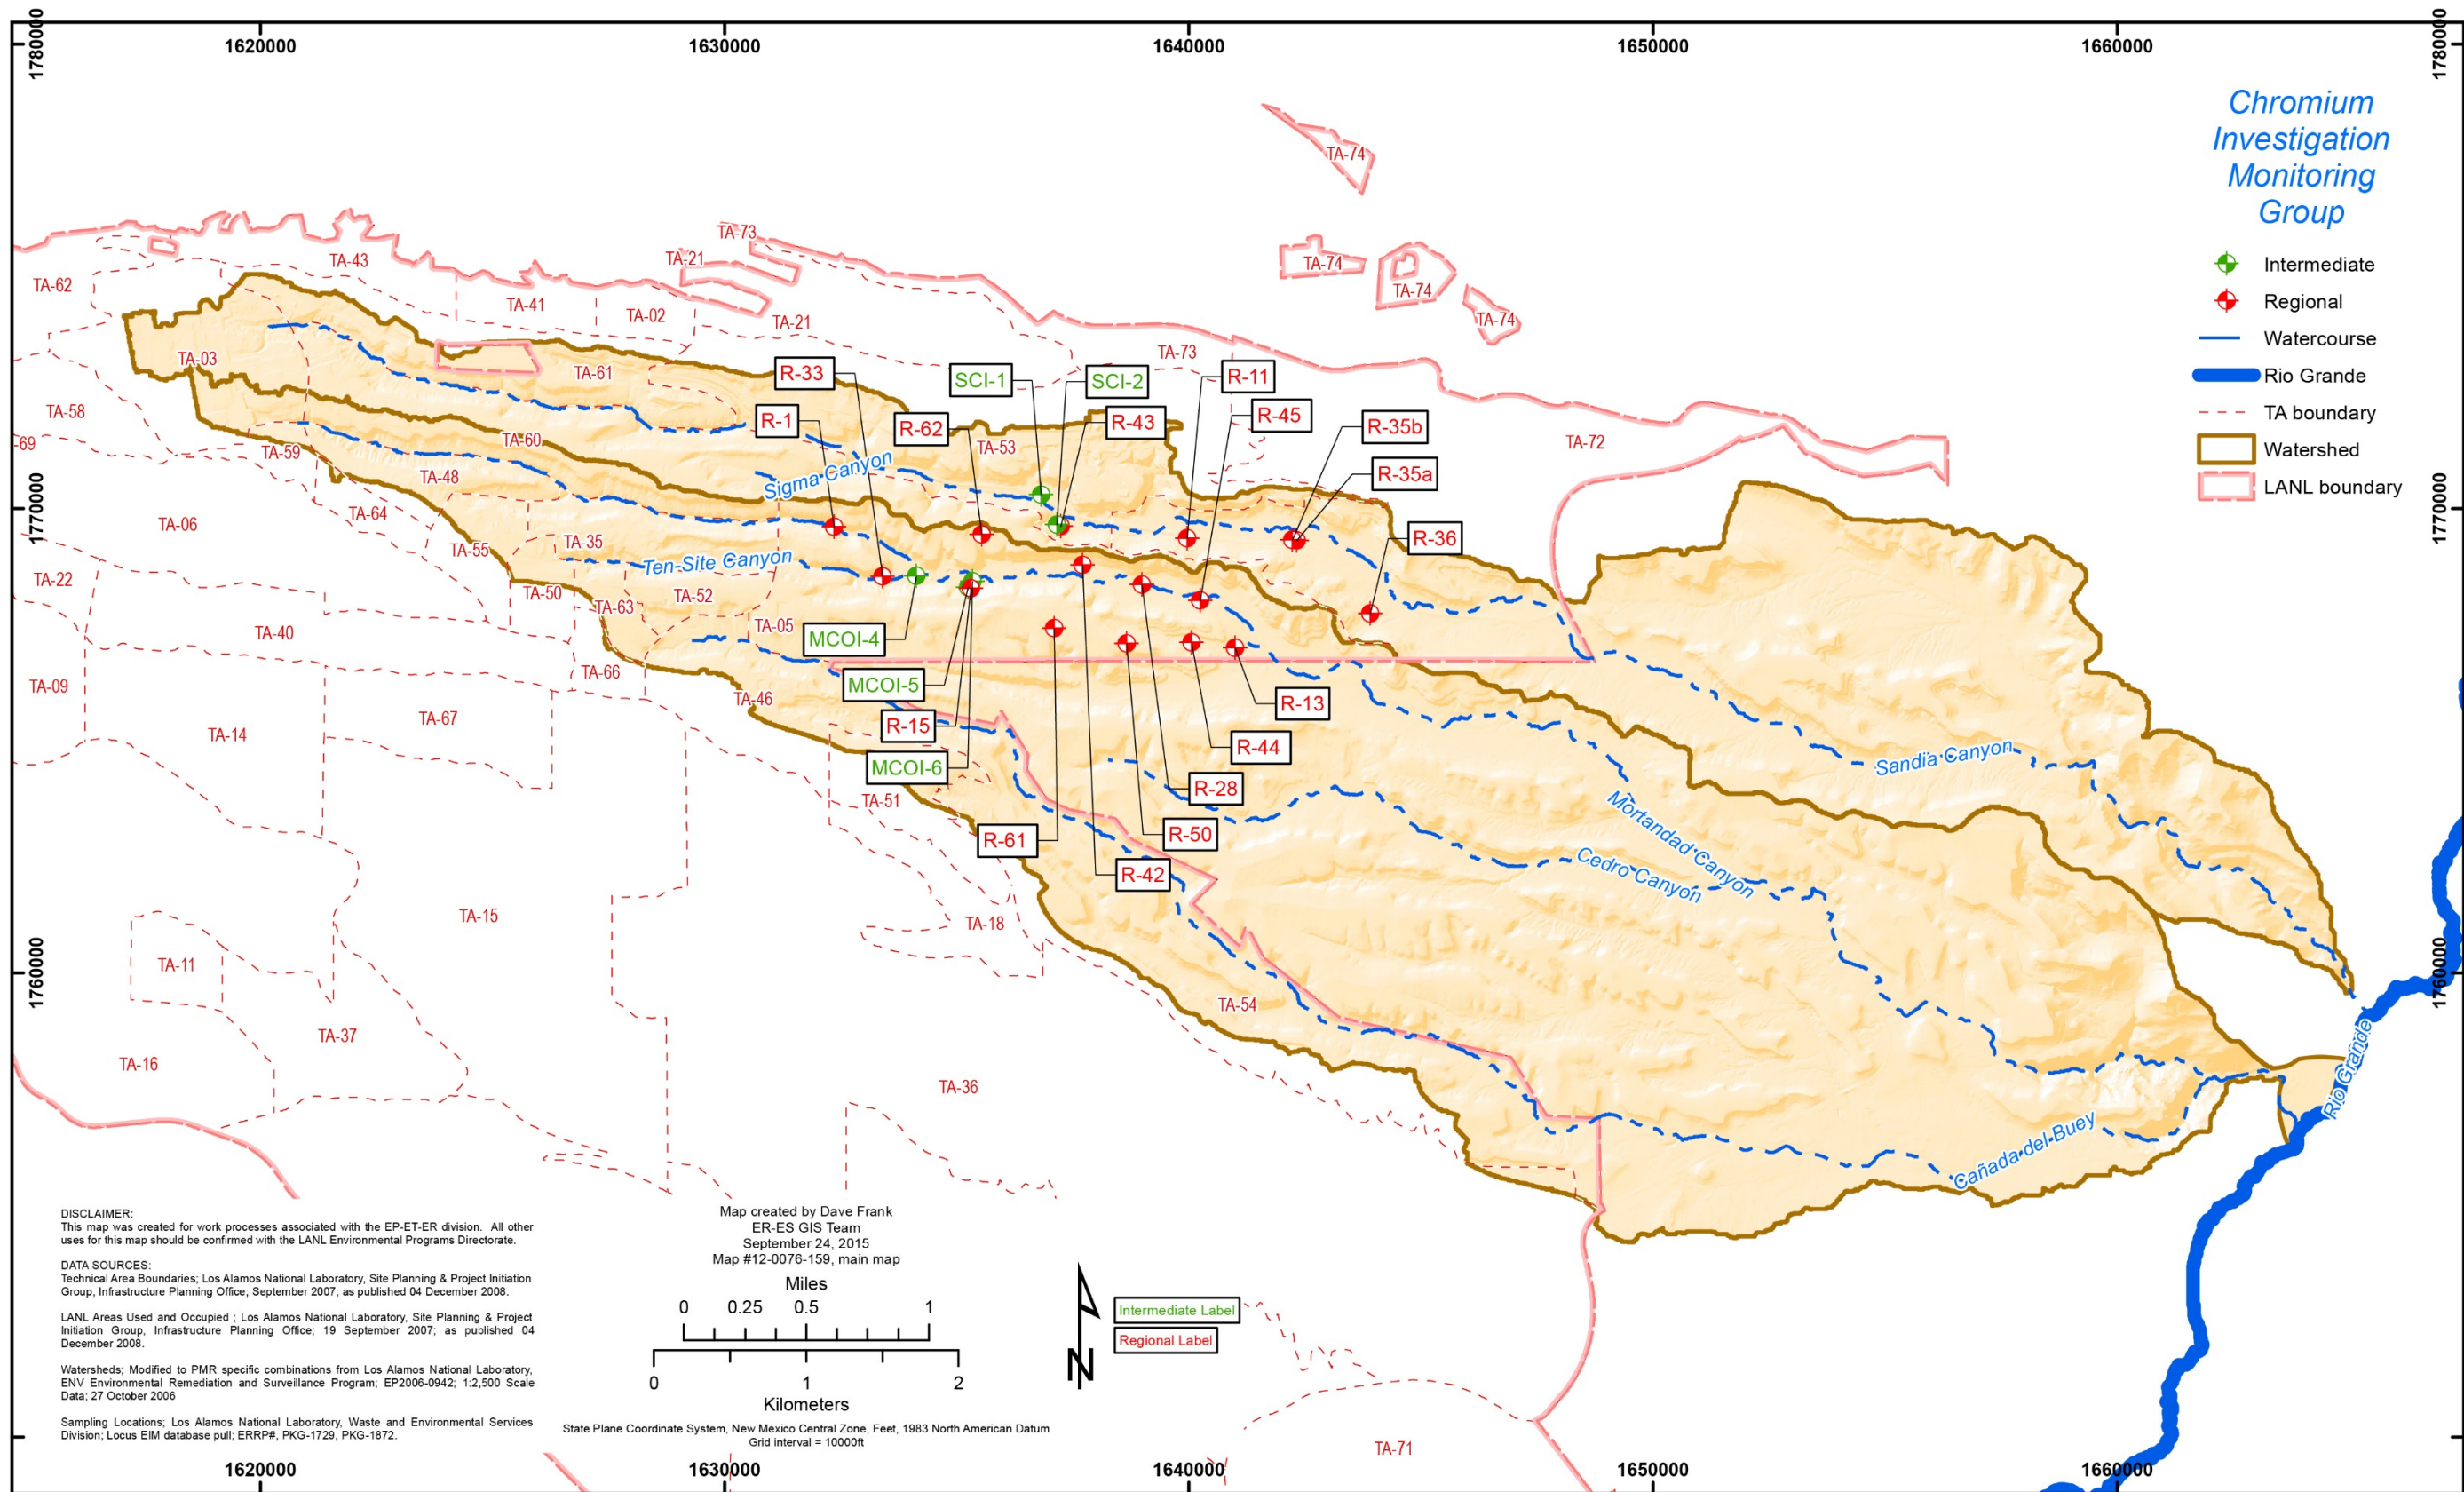 1620000
1630000
1640000
1650000
1660000
1780000
1780000
Chromium
Investigation
Monitoring
Group
Intermediate
Regional
Watercourse
Rio Grande
TA boundary
Watershed
LANL boundary
TA-74
TA-74
TA-74
TA-74
TA-73
TA-21
TA-43
TA-62
TA-41
TA-02
TA-21
TA-73
TA-03
TA-61
TA-58
R-33
SCI-1
SCI-2
R-11
R-1
R-62
R-43
R-45
R-35b
R-35a
R-36
TA-53
TA-72
69
TA-60
TA-59
TA-48
Sigma Canyon
1770000
1770000
TA-06
TA-64
TA-55
TA-35
Ten-Site Canyon
TA-22
TA-50
TA-63
TA-52
TA-05
TA-40
MCOI-4
TA-66
TA-09
TA-46
MCOI-5
R-13
TA-67
TA-14
R-15
R-44
MCOI-6
R-28
Sandia Canyon
TA-51
R-61
R-50
R-42
Mortandad Canyon
Cedro Canyon
TA-15
TA-18
TA-11
1760000
1760000
TA-54
TA-37
TA-16
TA-36
Rio Grande
Cañada del Buey
DISCLAIMER:
This map was created for work processes associated with the EP-ET-ER division. All other
uses for this map should be confirmed with the LANL Environmental Programs Directorate.
DATA SOURCES:
Technical Area Boundaries; Los Alamos National Laboratory, Site Planning & Project Initiation
Group, Infrastructure Planning Office; September 2007; as published 04 December 2008.
LANL Areas Used and Occupied ; Los Alamos National Laboratory, Site Planning & Project
Initiation Group, Infrastructure Planning Office; 19 September 2007; as published 04
December 2008.
Watersheds; Modified to PMR specific combinations from Los Alamos National Laboratory,
ENV Environmental Remediation and Surveillance Program; EP2006-0942; 1:2,500 Scale
Data; 27 October 2006
Sampling Locations; Los Alamos National Laboratory, Waste and Environmental Services
Division; Locus EIM database pull; ERRP#, PKG-1729, PKG-1872.
Map created by Dave Frank
ER-ES GIS Team
September 24, 2015
Map #12-0076-159, main map
Miles
0 0.25 0.5 1
0 1 2
Kilometers
N
Intermediate Label
Regional Label
State Plane Coordinate System, New Mexico Central Zone, Feet, 1983 North American Datum
Grid interval = 10000ft
TA-71
1620000
1630000
1640000
1650000
1660000